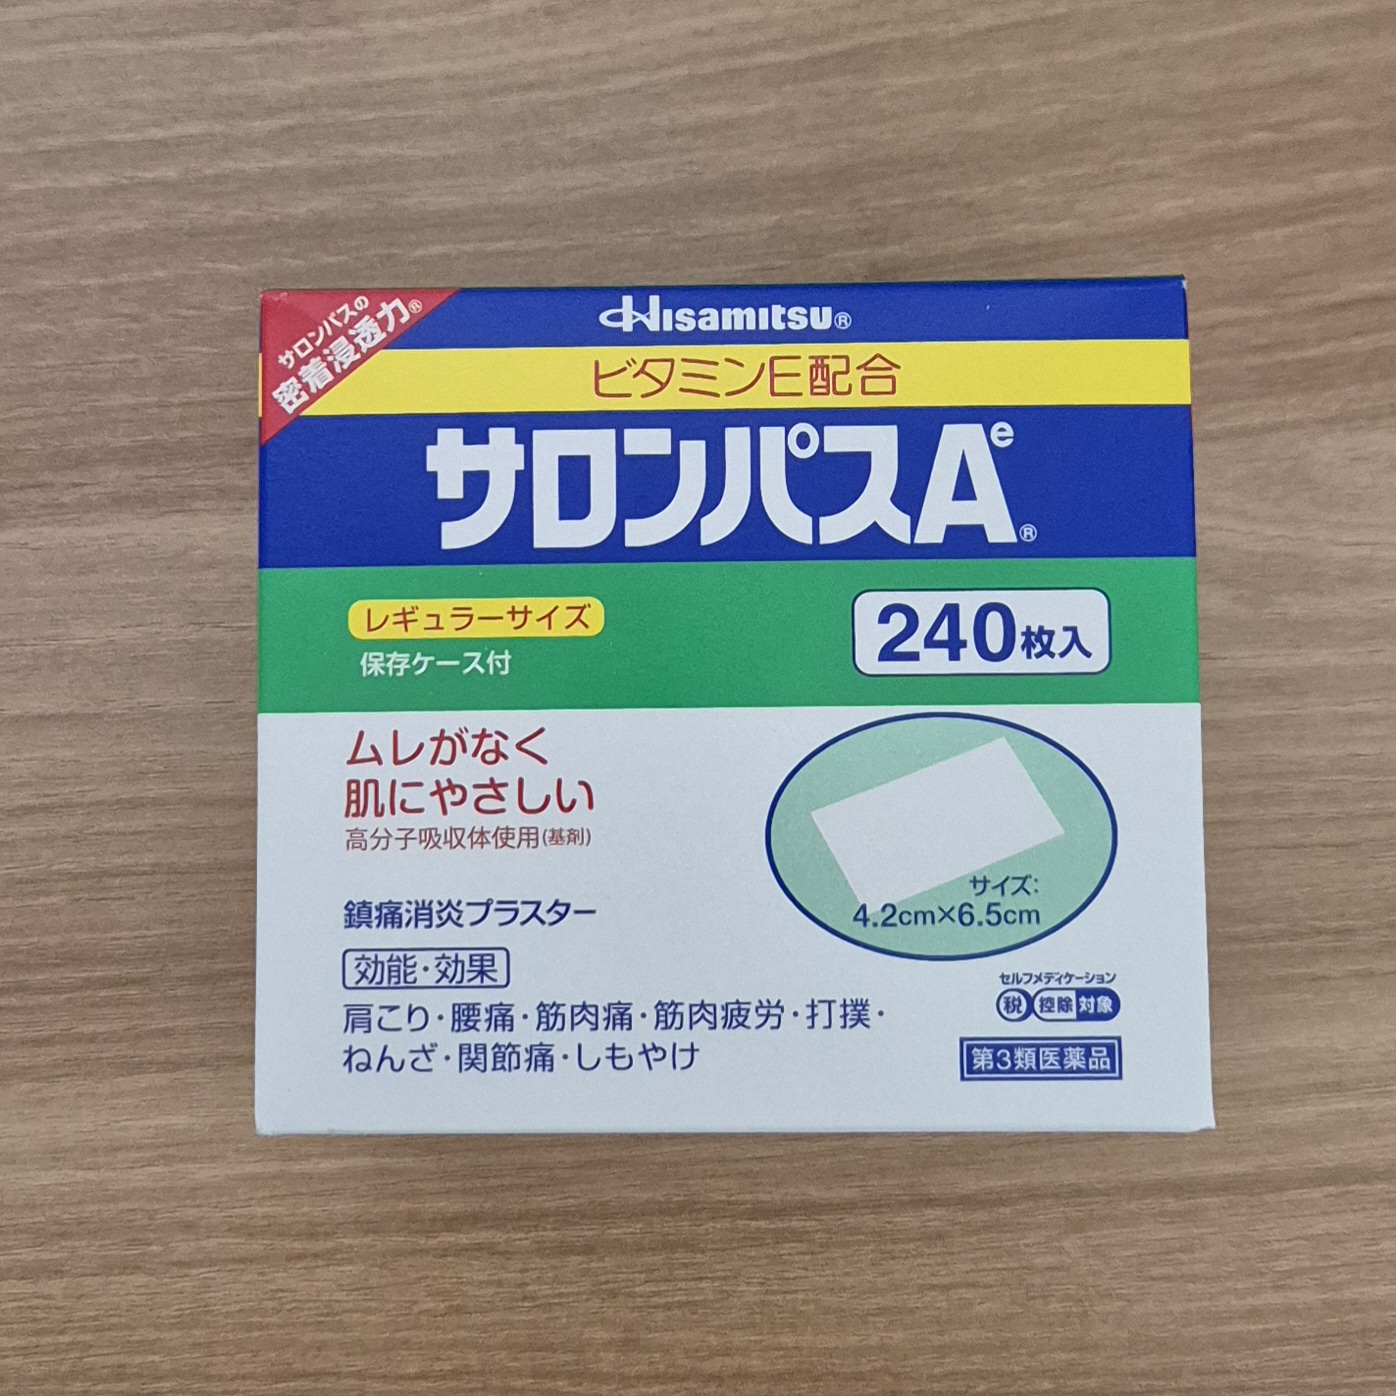 サロンパスの
密着浸透力®
Hisamitsu®
ビタミンE配合
サロンパスAe®
レギュラーサイズ
保存ケース付
240枚入
ムレがなく
肌にやさしい
高分子吸収体使用(基剤)
サイズ:
4.2cm×6.5cm
鎮痛消炎プラスター
効能・効果
肩こり・腰痛・筋肉痛・筋肉疲労・打撲・
ねんざ・関節痛・しもやけ
セルフメディケーション
税 控除 対象
第3類医薬品